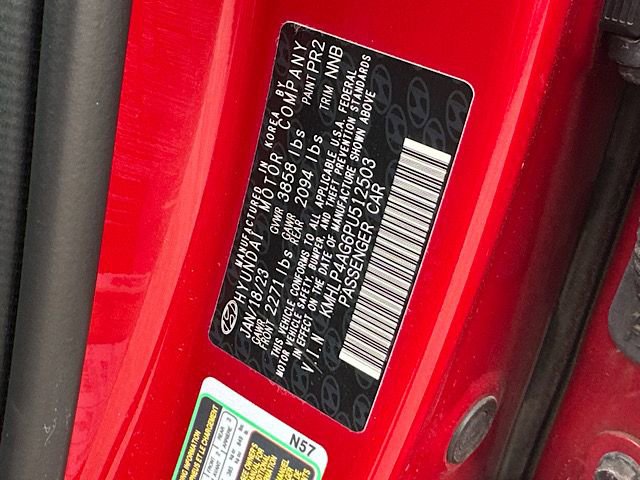 MANUFACTURED IN KOREA BY
HYUNDAI MOTOR COMPANY
JAN/18/23 GVWR 3858 lbs PAINT PR2
GAWR FRONT 2271 lbs GAWR REAR 2094 lbs TRIM NNB
THIS VEHICLE CONFORMS TO ALL APPLICABLE U.S.A. FEDERAL
MOTOR VEHICLE SAFETY, BUMPER, AND THEFT PREVENTION STANDARDS
IN EFFECT ON THE DATE OF MANUFACTURE SHOWN ABOVE
V.I.N KMHLP4AG6PU512503
PASSENGER CAR
N57